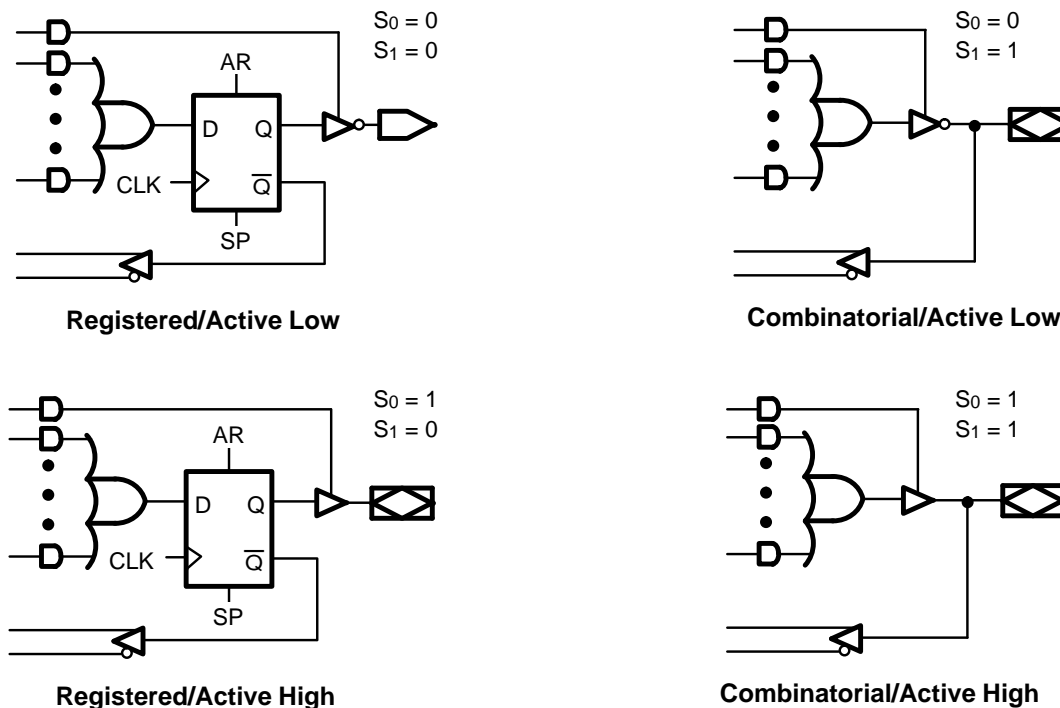 S0 = 0
S1 = 0
AR
D Q
CLK Q̅
SP
Registered/Active Low
S0 = 0
S1 = 1
Combinatorial/Active Low
S0 = 1
S1 = 0
AR
D Q
CLK Q̅
SP
Registered/Active High
S0 = 1
S1 = 1
Combinatorial/Active High